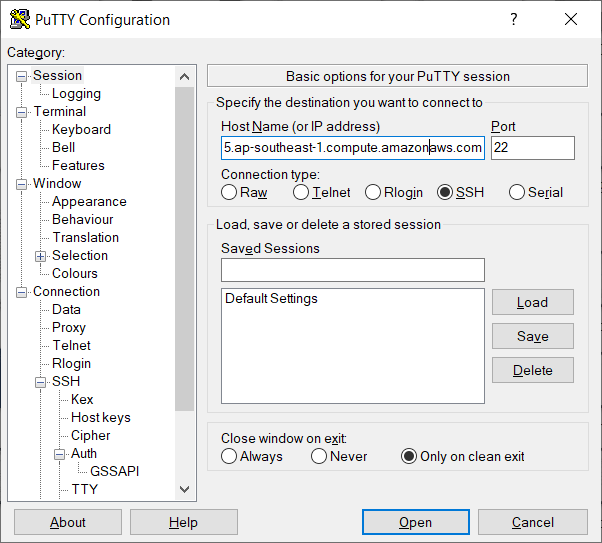 PuTTY Configuration
?
Category:
Session
Logging
Terminal
Keyboard
Bell
Features
Window
Appearance
Behaviour
Translation
Selection
Colours
Connection
Data
Proxy
Telnet
Rlogin
SSH
Kex
Host keys
Cipher
Auth
GSSAPI
TTY
Basic options for your PuTTY session
Specify the destination you want to connect to
Host Name (or IP address) Port
5.ap-southeast-1.compute.amazonaws.com 22
Connection type:
Raw Telnet Rlogin SSH Serial
Load, save or delete a stored session
Saved Sessions
Default Settings
Load
Save
Delete
Close window on exit:
Always Never Only on clean exit
About Help Open Cancel